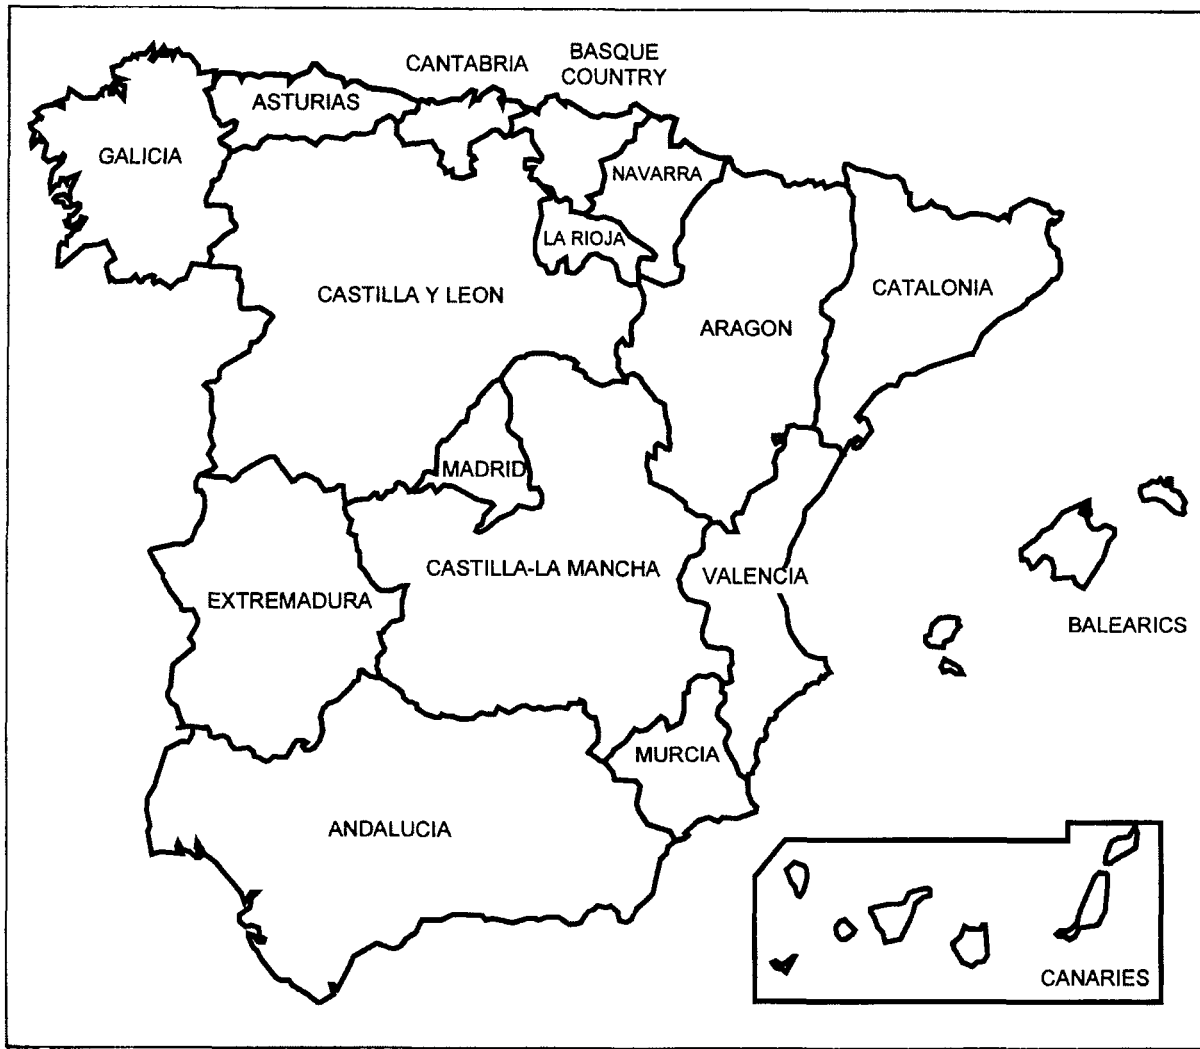 BASQUE
COUNTRY
CANTABRIA
ASTURIAS
GALICIA
NAVARRA
LA RIOJA
CASTILLA Y LEON
CATALONIA
ARAGON
MADRID
CASTILLA-LA MANCHA
VALENCIA
EXTREMADURA
BALEARICS
MURCIA
ANDALUCIA
CANARIES